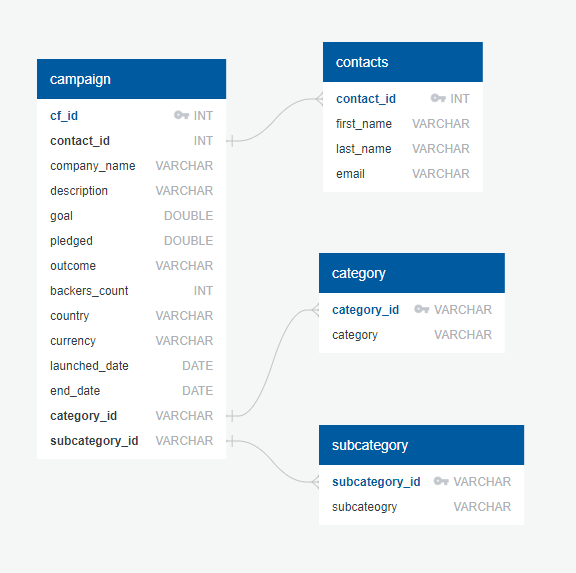 campaign
cf_id INT
contact_id INT
company_name VARCHAR
description VARCHAR
goal DOUBLE
pledged DOUBLE
outcome VARCHAR
backers_count INT
country VARCHAR
currency VARCHAR
launched_date DATE
end_date DATE
category_id VARCHAR
subcategory_id VARCHAR
contacts
contact_id INT
first_name VARCHAR
last_name VARCHAR
email VARCHAR
category
category_id VARCHAR
category VARCHAR
subcategory
subcategory_id VARCHAR
subcateogry VARCHAR